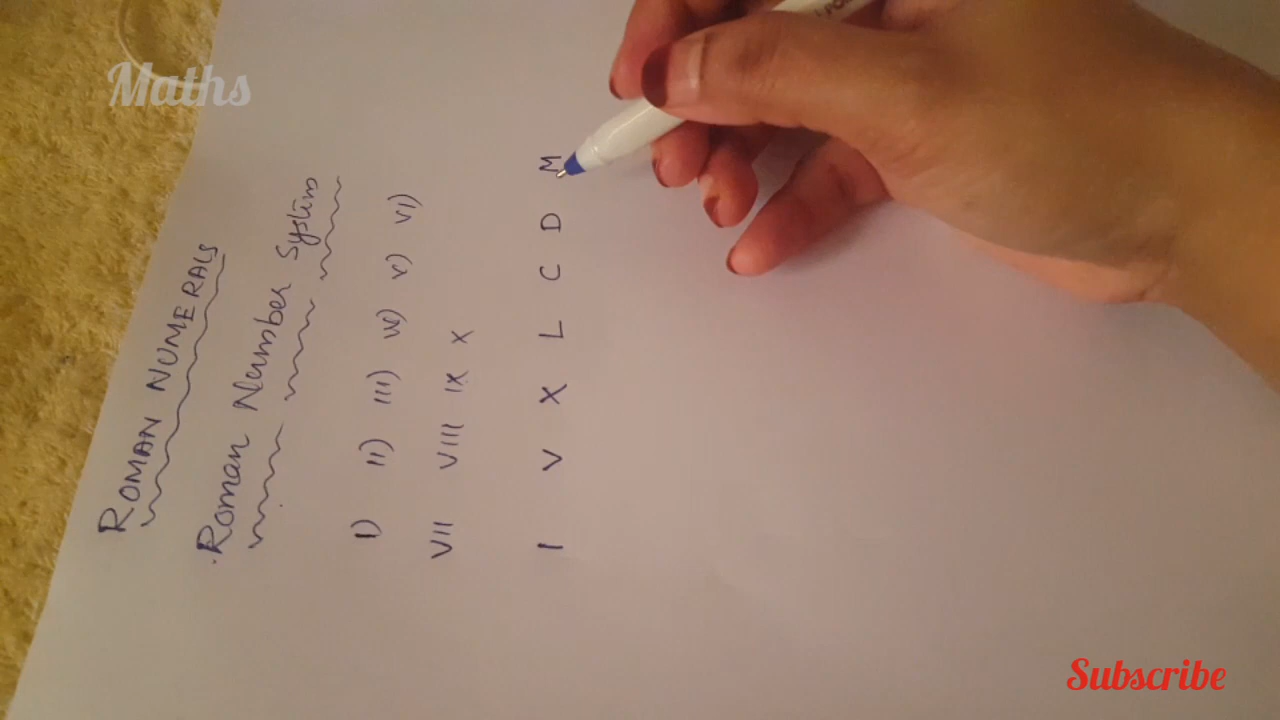 Maths
ROMAN NUMERALS
Roman Number System
I) II) III) IV) V) VI)
VII VIII IX X
I V X L C D M
Subscribe